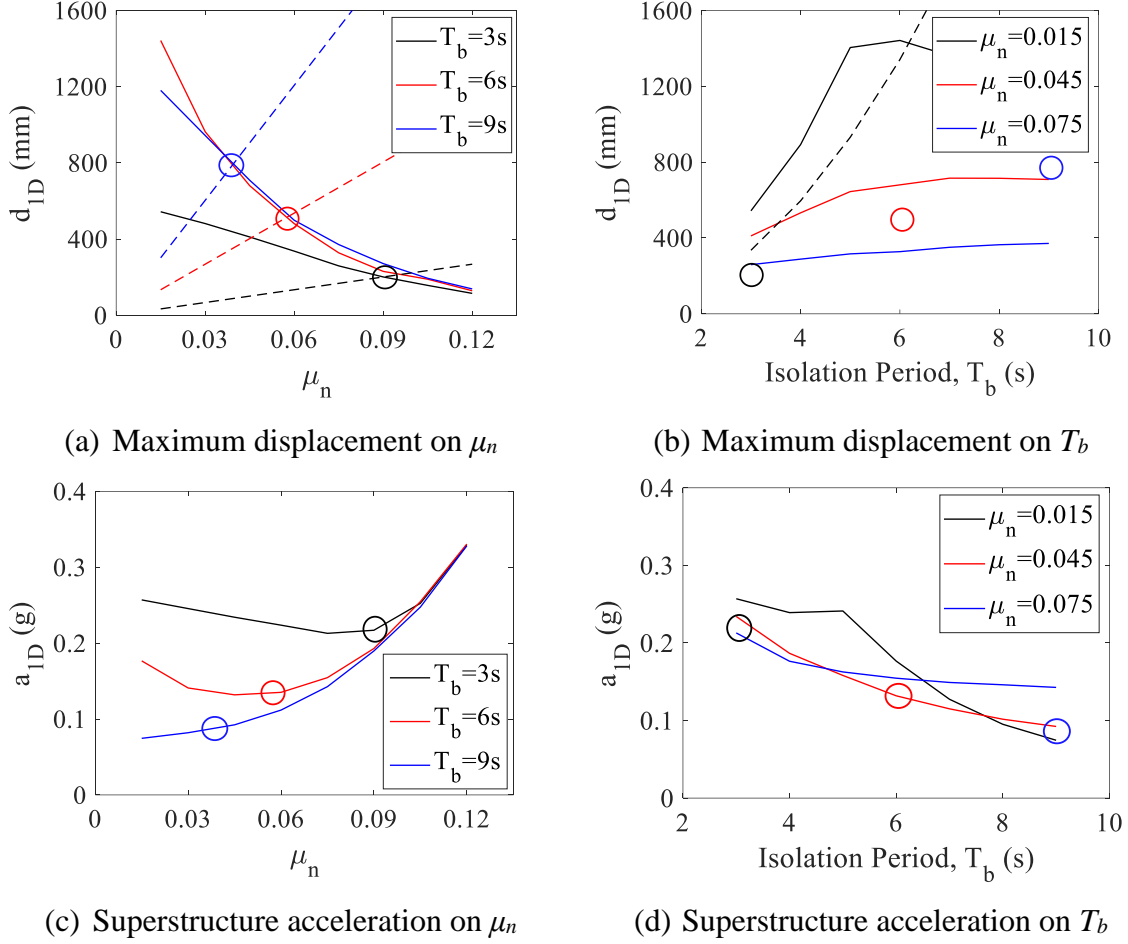 1600
1200
800
400
0
d1D (mm)
0
0.03
0.06
0.09
0.12
μn
Tb=3s
Tb=6s
Tb=9s
(a) Maximum displacement on μn
1600
1200
800
400
0
d1D (mm)
2
4
6
8
10
Isolation Period, Tb (s)
μn=0.015
μn=0.045
μn=0.075
(b) Maximum displacement on Tb
0.4
0.3
0.2
0.1
0
a1D (g)
0
0.03
0.06
0.09
0.12
μn
Tb=3s
Tb=6s
Tb=9s
(c) Superstructure acceleration on μn
0.4
0.3
0.2
0.1
0
a1D (g)
2
4
6
8
10
Isolation Period, Tb (s)
μn=0.015
μn=0.045
μn=0.075
(d) Superstructure acceleration on Tb